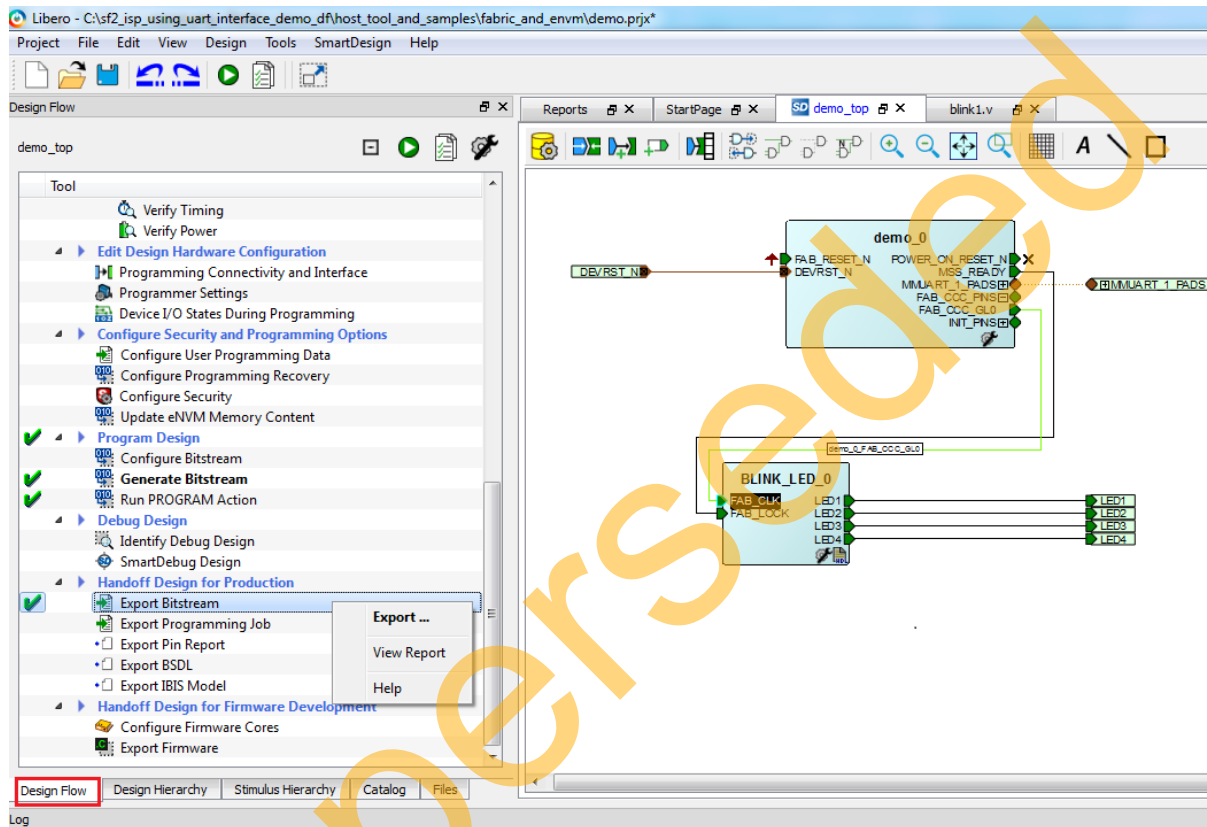 Libero - C:\sf2_isp_using_uart_interface_demo_df\host_tool_and_samples\fabric_and_envm\demo.prjx*
Project File Edit View Design Tools SmartDesign Help
Design Flow
Reports StartPage SD demo_top blink1.v
demo_top
A
Tool
Verify Timing
Verify Power
Edit Design Hardware Configuration
Programming Connectivity and Interface
Programmer Settings
Device I/O States During Programming
Configure Security and Programming Options
Configure User Programming Data
Configure Programming Recovery
Configure Security
Update eNVM Memory Content
Program Design
Configure Bitstream
Generate Bitstream
Run PROGRAM Action
Debug Design
Identify Debug Design
SmartDebug Design
Handoff Design for Production
Export Bitstream
Export Programming Job
Export Pin Report
Export BSDL
Export IBIS Model
Handoff Design for Firmware Development
Configure Firmware Cores
Export Firmware
Export ...
View Report
Help
Design Flow Design Hierarchy Stimulus Hierarchy Catalog Files
Log
demo_0
FAB_RESET_N POWER_ON_RESET_N
DEVRST_N DEVRST_N MSS_READY
MMUART_1_PADS MMUART_1_PADS
FAB_CCC_PINS
FAB_CCC_GL0
INIT_PINS
demo_0_FAB_CCC_GL0
BLINK_LED_0
FAB_CLK LED1 LED1
FAB_LOCK LED2 LED2
LED3 LED3
LED4 LED4
HDL
Superseded